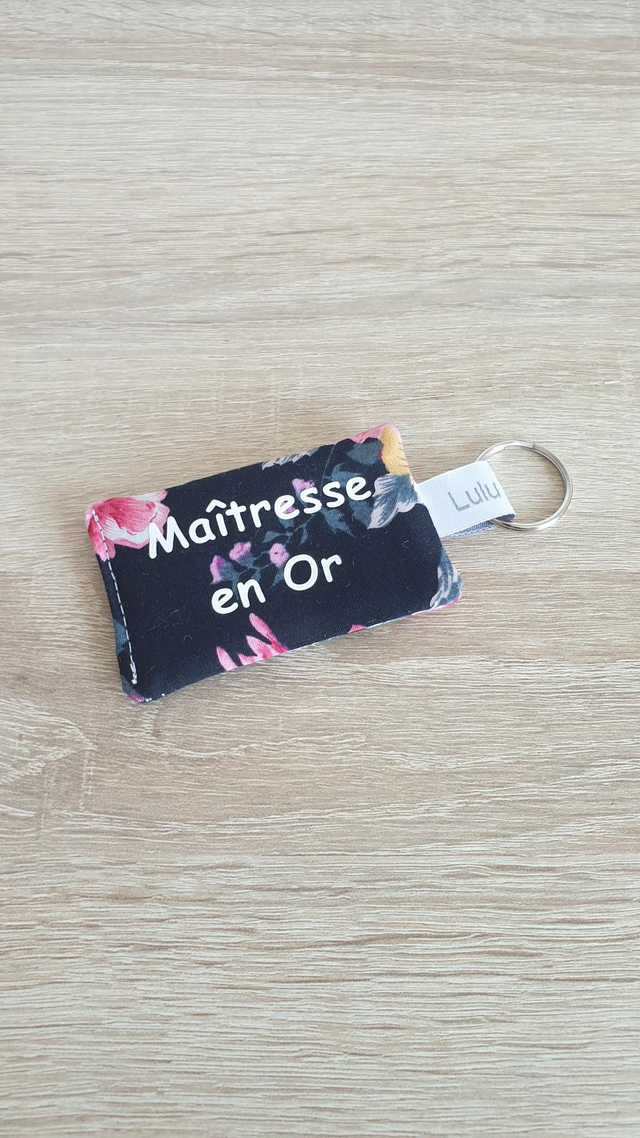 Maîtresse
en Or
Lulu